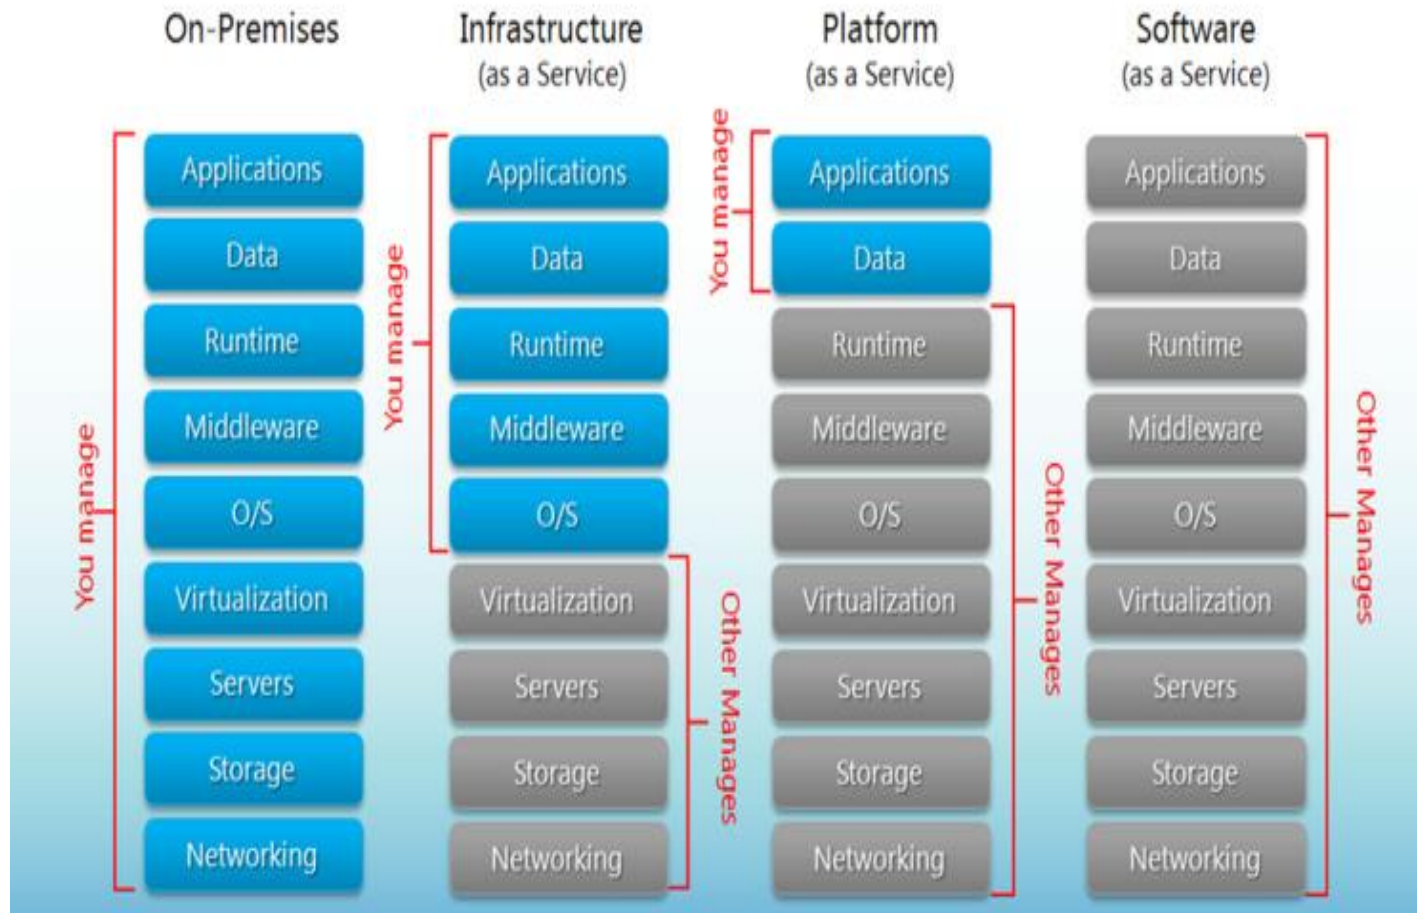 On-Premises
You manage
Applications
Data
Runtime
Middleware
O/S
Virtualization
Servers
Storage
Networking
Infrastructure
(as a Service)
You manage
Applications
Data
Runtime
Middleware
O/S
Virtualization
Servers
Storage
Networking
Other Manages
Platform
(as a Service)
You manage
Applications
Data
Runtime
Middleware
O/S
Virtualization
Servers
Storage
Networking
Other Manages
Software
(as a Service)
Applications
Data
Runtime
Middleware
O/S
Virtualization
Servers
Storage
Networking
Other Manages